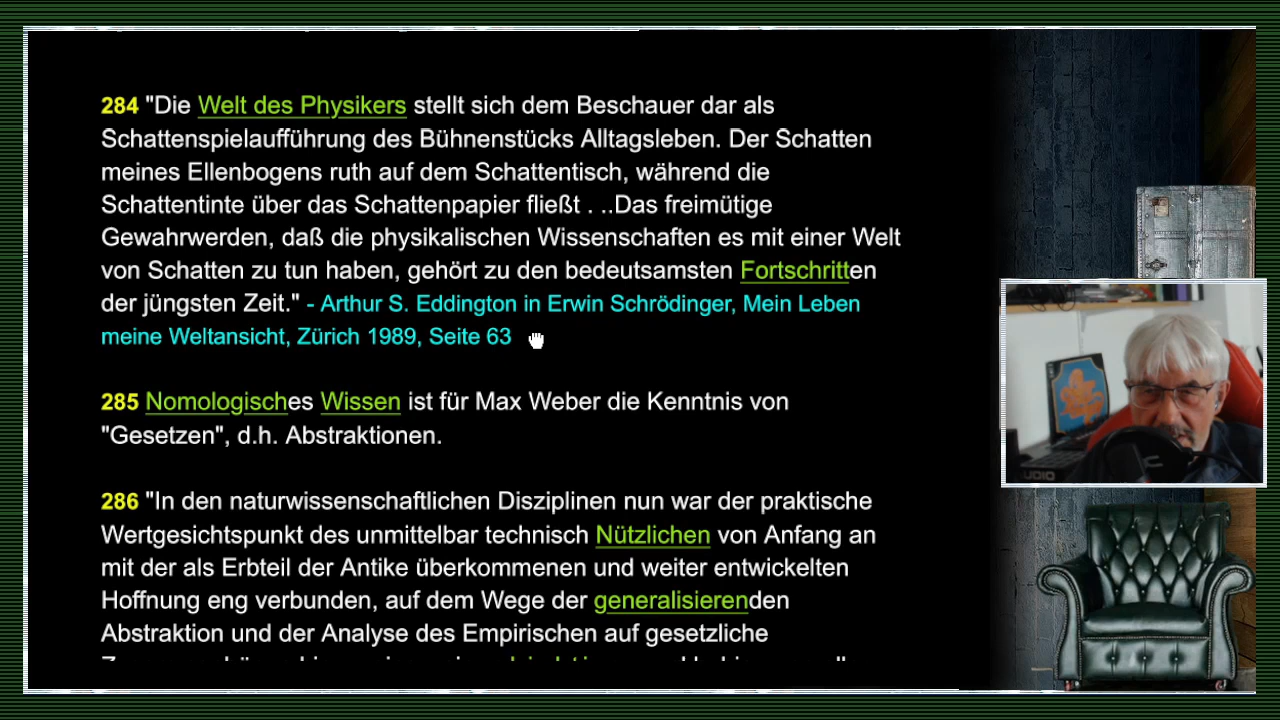 284 "Die Welt des Physikers stellt sich dem Beschauer dar als
Schattenspielaufführung des Bühnenstücks Alltagsleben. Der Schatten
meines Ellenbogens ruth auf dem Schattentisch, während die
Schattentinte über das Schattenpapier fließt . ..Das freimütige
Gewahrwerden, daß die physikalischen Wissenschaften es mit einer Welt
von Schatten zu tun haben, gehört zu den bedeutsamsten Fortschritten
der jüngsten Zeit." - Arthur S. Eddington in Erwin Schrödinger, Mein Leben
meine Weltansicht, Zürich 1989, Seite 63
285 Nomologisches Wissen ist für Max Weber die Kenntnis von
"Gesetzen", d.h. Abstraktionen.
286 "In den naturwissenschaftlichen Disziplinen nun war der praktische
Wertgesichtspunkt des unmittelbar technisch Nützlichen von Anfang an
mit der als Erbteil der Antike überkommenen und weiter entwickelten
Hoffnung eng verbunden, auf dem Wege der generalisierenden
Abstraktion und der Analyse des Empirischen auf gesetzliche